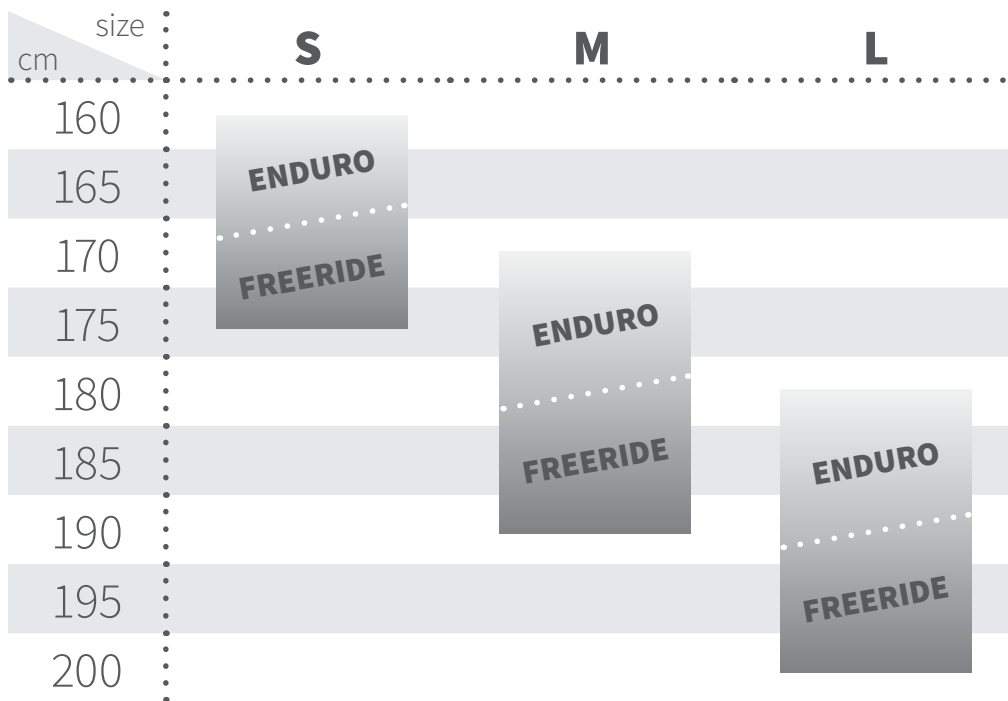 size
cm
S M L
160
165
170
175
180
185
190
195
200
ENDURO
FREERIDE
ENDURO
FREERIDE
ENDURO
FREERIDE